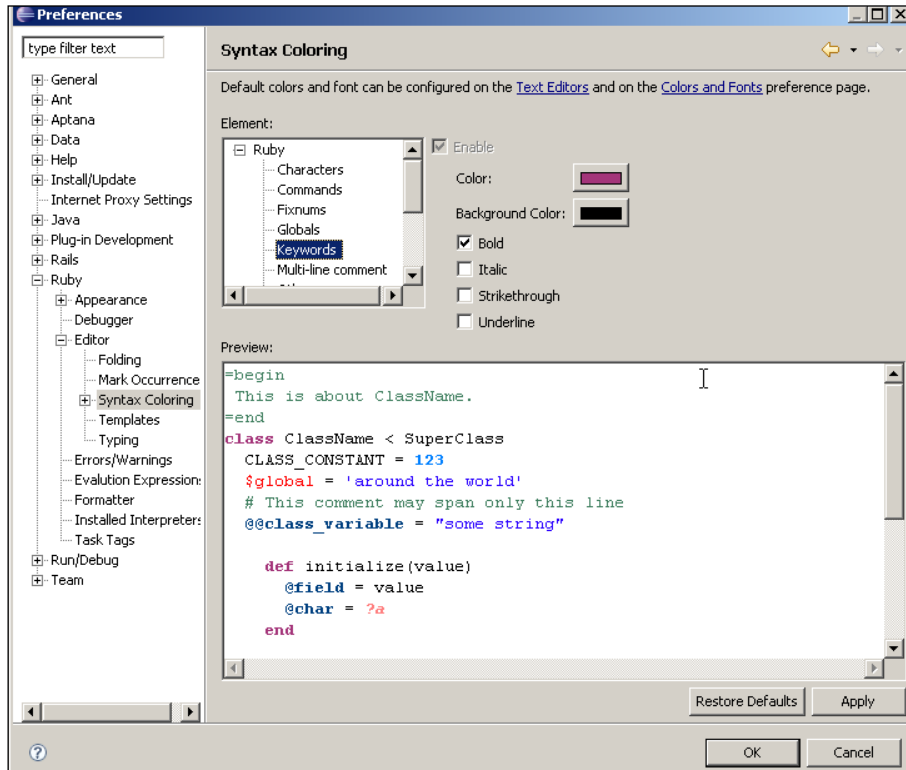 Preferences
type filter text
General
Ant
Aptana
Data
Help
Install/Update
Internet Proxy Settings
Java
Plug-in Development
Rails
Ruby
Appearance
Debugger
Editor
Folding
Mark Occurrence
Syntax Coloring
Templates
Typing
Errors/Warnings
Evalution Expression
Formatter
Installed Interpreter
Task Tags
Run/Debug
Team
Syntax Coloring
Default colors and font can be configured on the Text Editors and on the Colors and Fonts preference page.
Element:
Ruby
Characters
Commands
Fixnums
Globals
Keywords
Multi-line comment
Enable
Color:
Background Color:
Bold
Italic
Strikethrough
Underline
Preview:
=begin
 This is about ClassName.
=end
class ClassName < SuperClass
  CLASS_CONSTANT = 123
  $global = 'around the world'
  # This comment may span only this line
  @@class_variable = "some string"
    def initialize(value)
      @field = value
      @char = ?a
    end
Restore Defaults
Apply
?
OK
Cancel